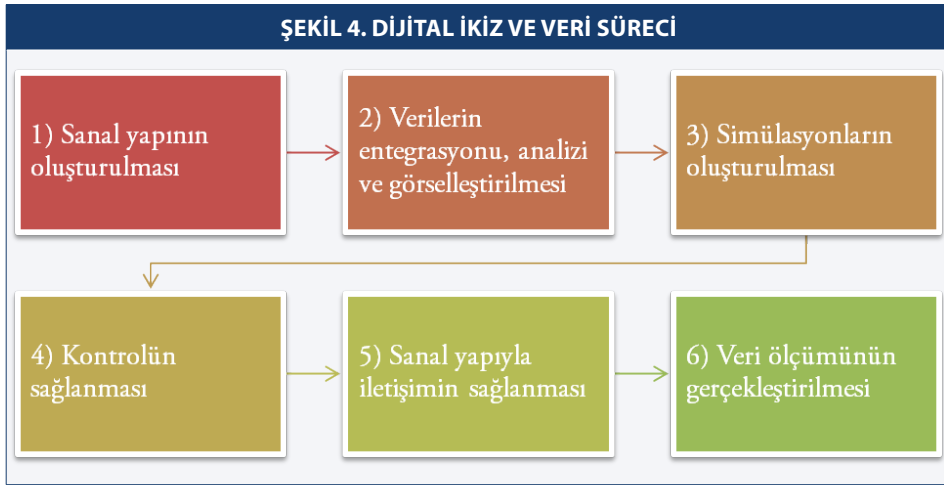 ŞEKİL 4. DİJİTAL İKİZ VE VERİ SÜRECİ
1) Sanal yapının
oluşturulması
2) Verilerin
entegrasyonu, analizi
ve görselleştirilmesi
3) Simülasyonların
oluşturulması
4) Kontrolün
sağlanması
5) Sanal yapıyla
iletişimin sağlanması
6) Veri ölçümünün
gerçekleştirilmesi